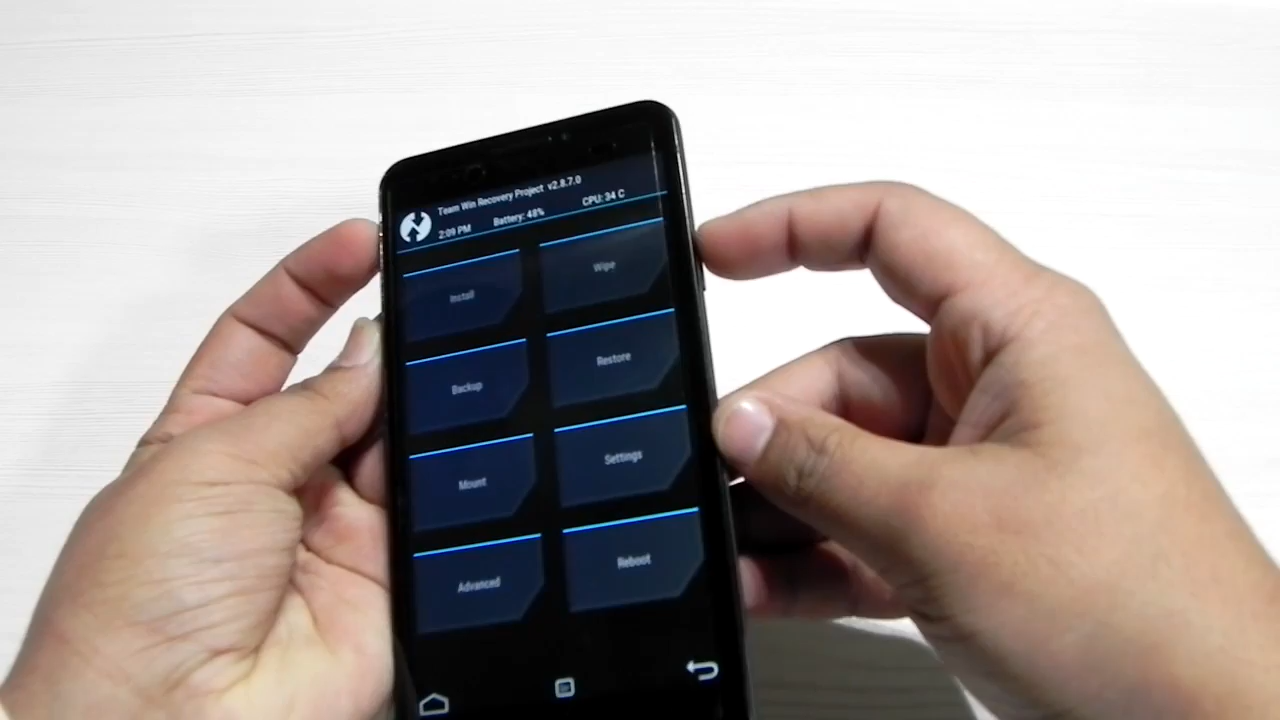 Team Win Recovery Project v2.8.7.0
2:09 PM Battery: 48% CPU: 34 C
Install
Wipe
Backup
Restore
Mount
Settings
Advanced
Reboot